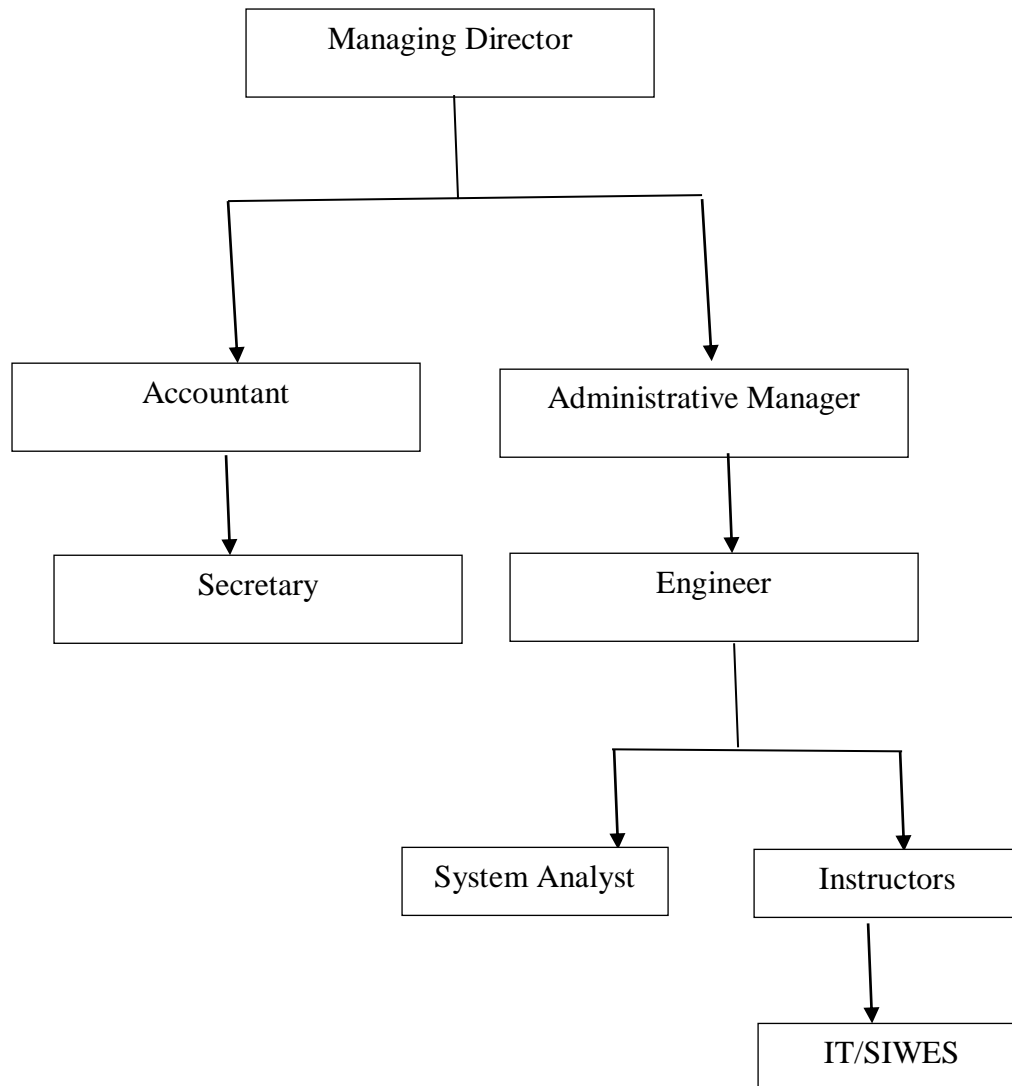 Managing Director
Accountant
Administrative Manager
Secretary
Engineer
System Analyst
Instructors
IT/SIWES